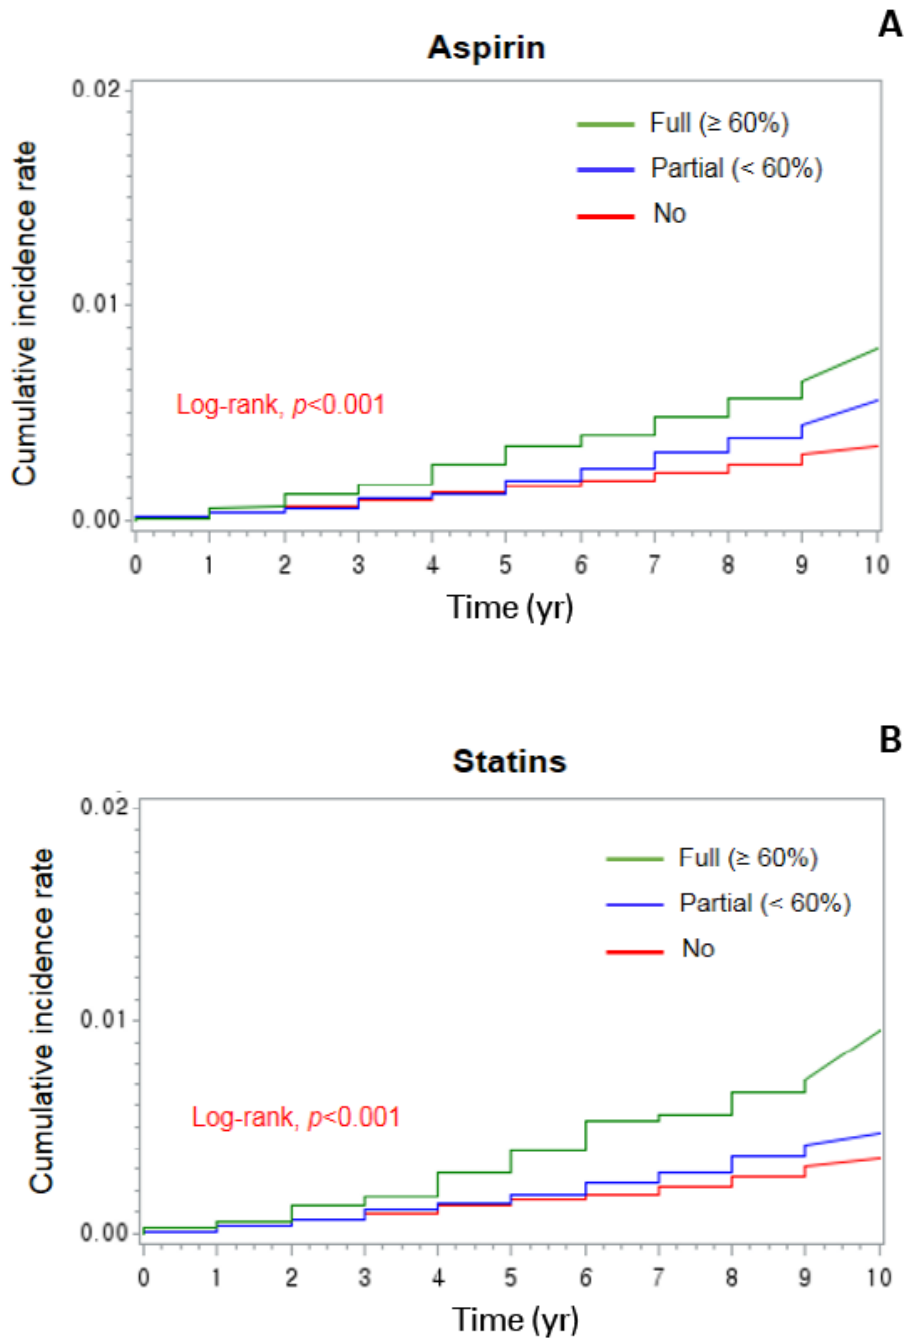 A
Aspirin
0.02
Full (≥ 60%)
Partial (< 60%)
No
0.01
Cumulative incidence rate
Log-rank, p<0.001
0.00
0 1 2 3 4 5 6 7 8 9 10
Time (yr)
B
Statins
0.02
Full (≥ 60%)
Partial (< 60%)
No
0.01
Cumulative incidence rate
Log-rank, p<0.001
0.00
0 1 2 3 4 5 6 7 8 9 10
Time (yr)